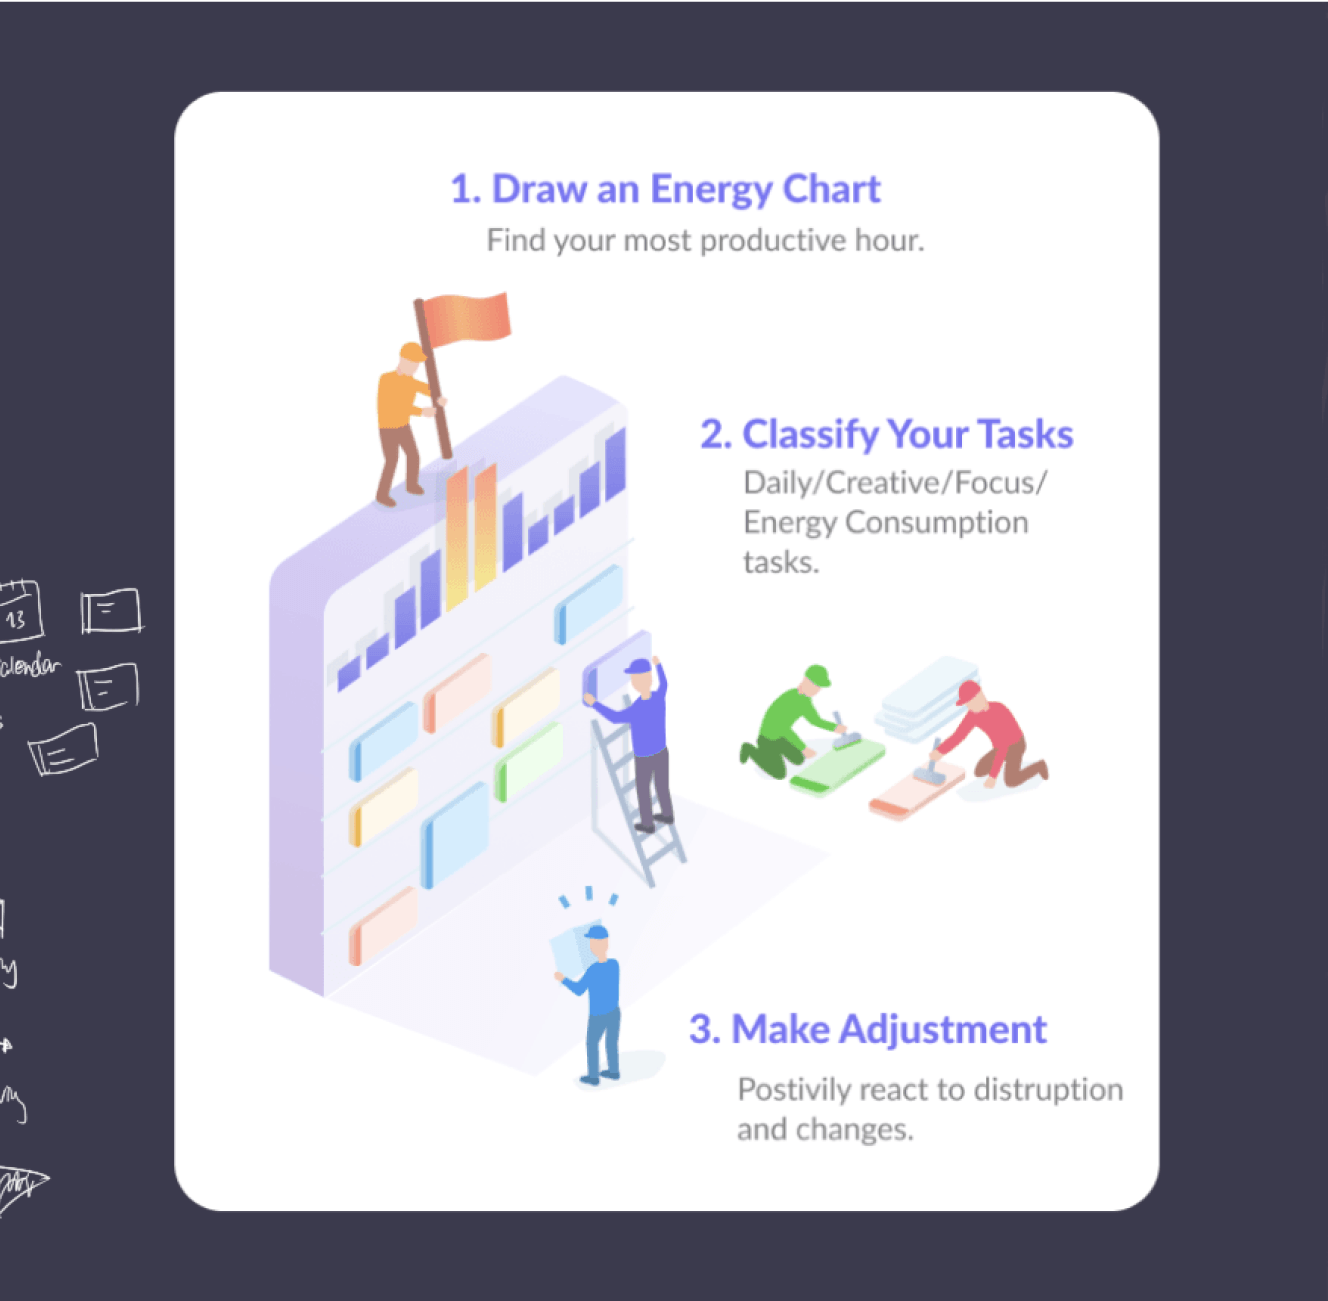 1. Draw an Energy Chart
Find your most productive hour.
2. Classify Your Tasks
Daily/Creative/Focus/
Energy Consumption
tasks.
13
3. Make Adjustment
Postivily react to distruption
and changes.